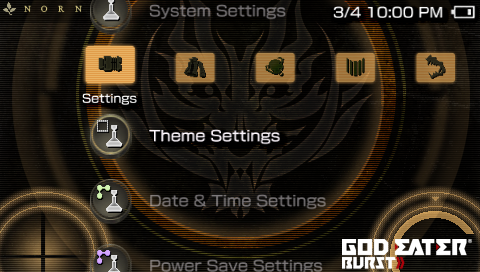 NORN
System Settings
3/4 10:00 PM
Settings
Theme Settings
Date & Time Settings
GOD EATER
BURST
Power Save Settings